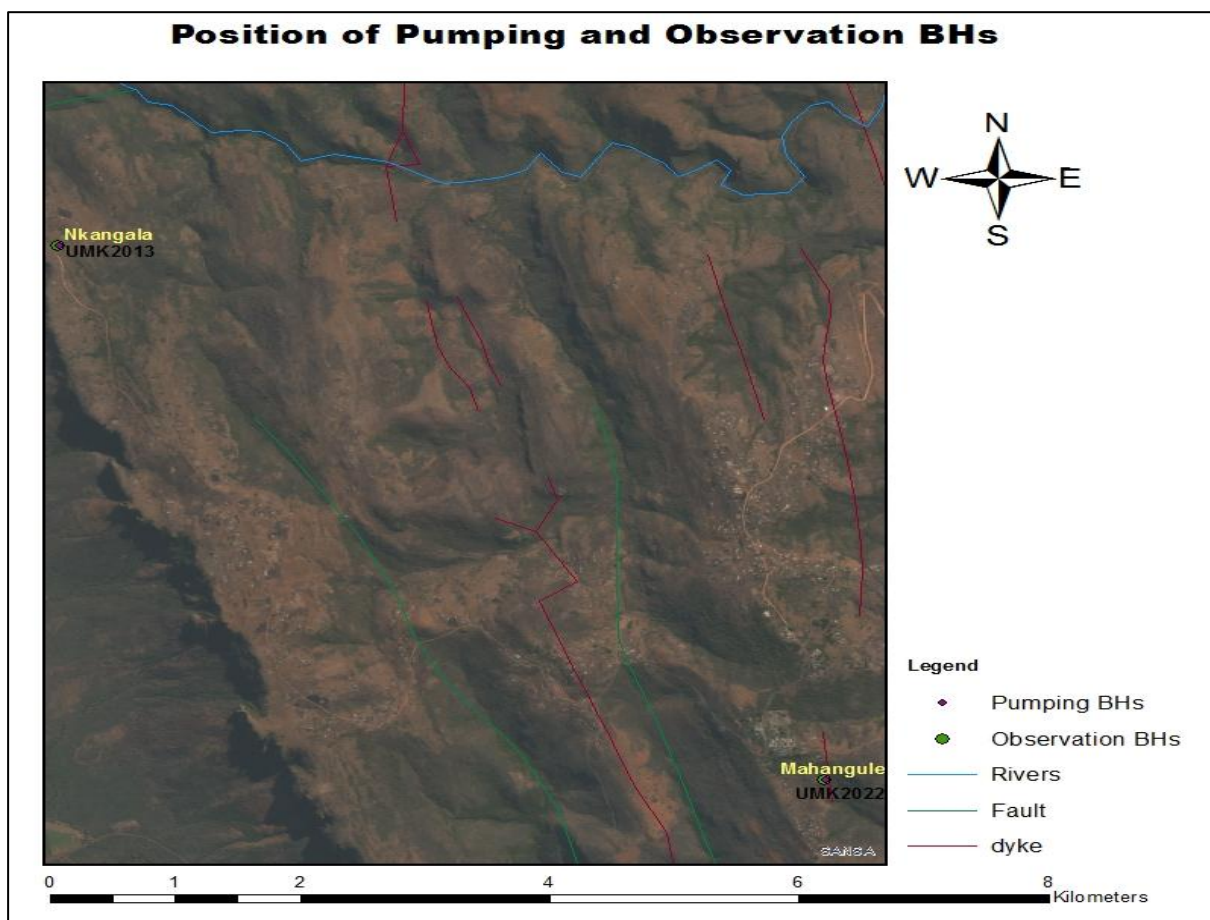 Position of Pumping and Observation BHs
N
W E
S
Nkangala
UMK2013
Legend
Pumping BHs
Observation BHs
Rivers
Fault
dyke
Mahangule
UMK2022
SANSA
0 1 2 4 6 8
Kilometers